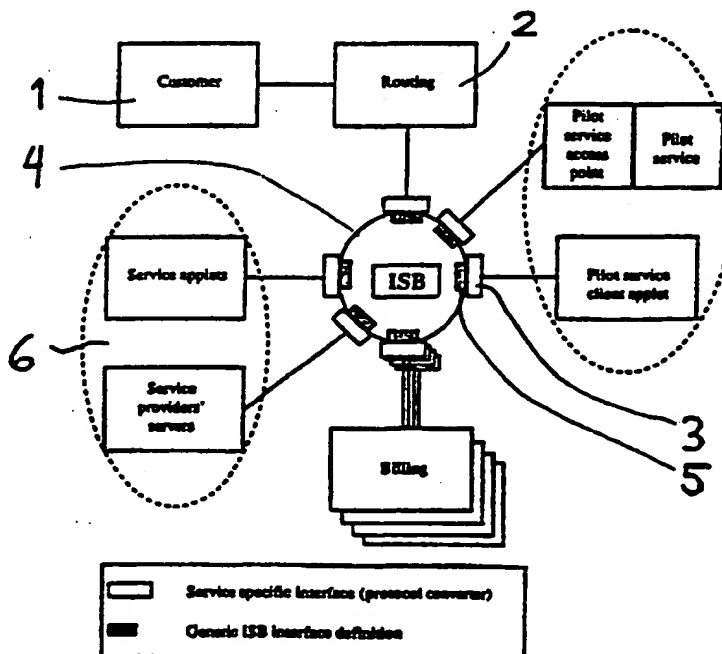 2
Customer
Routing
1
Pilot
service
access
point
Pilot
service
4
Service applets
ISB
Pilot service
client applet
6
Service
providers'
servers
3
5
Billing
Service specific interface (protocol converter)
Generic ISB interface definition